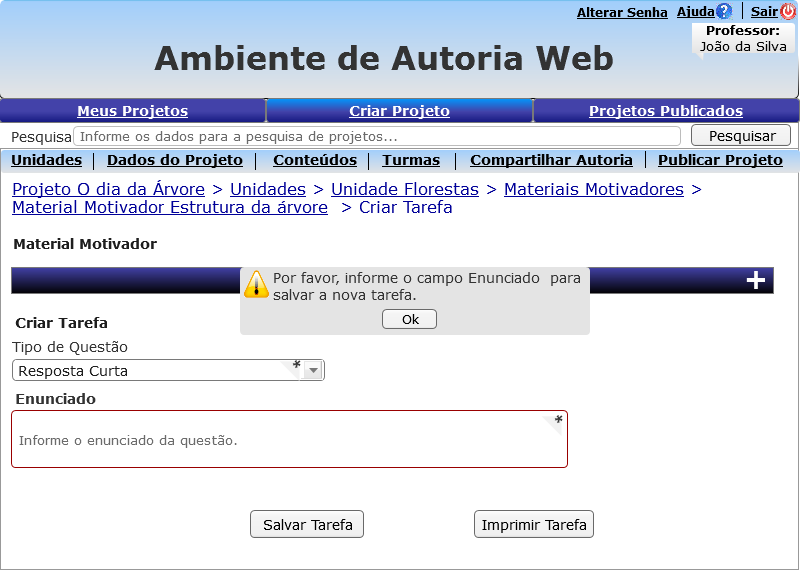 Alterar Senha Ajuda ? Sair
Professor:
João da Silva
Ambiente de Autoria Web
Meus Projetos Criar Projeto Projetos Publicados
Pesquisa Informe os dados para a pesquisa de projetos... Pesquisar
Unidades | Dados do Projeto | Conteúdos | Turmas | Compartilhar Autoria | Publicar Projeto
Projeto O dia da Árvore > Unidades > Unidade Florestas > Materiais Motivadores >
Material Motivador Estrutura da árvore > Criar Tarefa
Material Motivador
+
Por favor, informe o campo Enunciado para
salvar a nova tarefa.
Ok
Criar Tarefa
Tipo de Questão
Resposta Curta *
Enunciado
*
Informe o enunciado da questão.
Salvar Tarefa Imprimir Tarefa